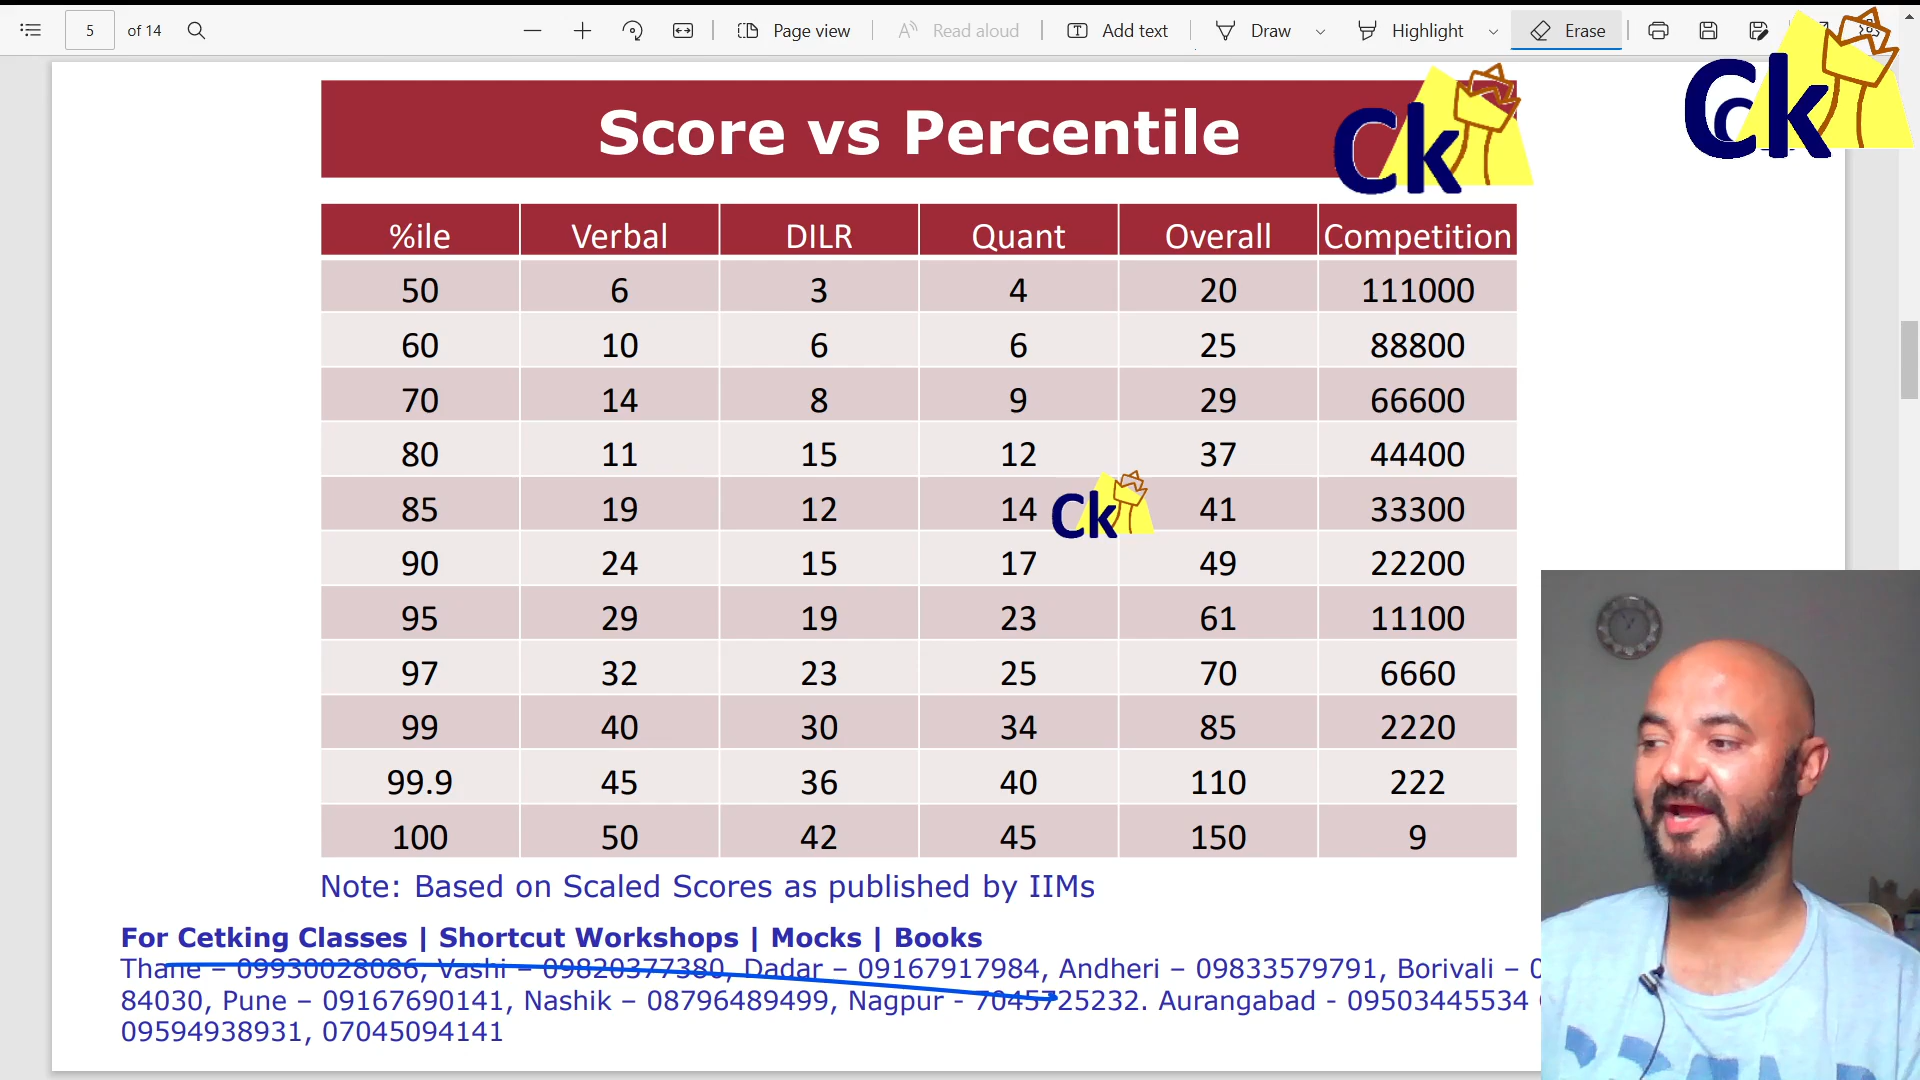 5 of 14 Page view Read aloud Add text Draw Highlight Erase
Ck
Score vs Percentile Ck
%ile Verbal DILR Quant Overall Competition
50 6 3 4 20 111000
60 10 6 6 25 88800
70 14 8 9 29 66600
80 11 15 12 37 44400
85 19 12 14 Ck 41 33300
90 24 15 17 49 22200
95 29 19 23 61 11100
97 32 23 25 70 6660
99 40 30 34 85 2220
99.9 45 36 40 110 222
100 50 42 45 150 9
Note: Based on Scaled Scores as published by IIMs
For Cetking Classes | Shortcut Workshops | Mocks | Books
Thane – 09930028086, Vashi – 09820377380, Dadar – 09167917984, Andheri – 09833579791, Borivali – 0
84030, Pune – 09167690141, Nashik – 08796489499, Nagpur - 7045725232. Aurangabad - 09503445534
09594938931, 07045094141